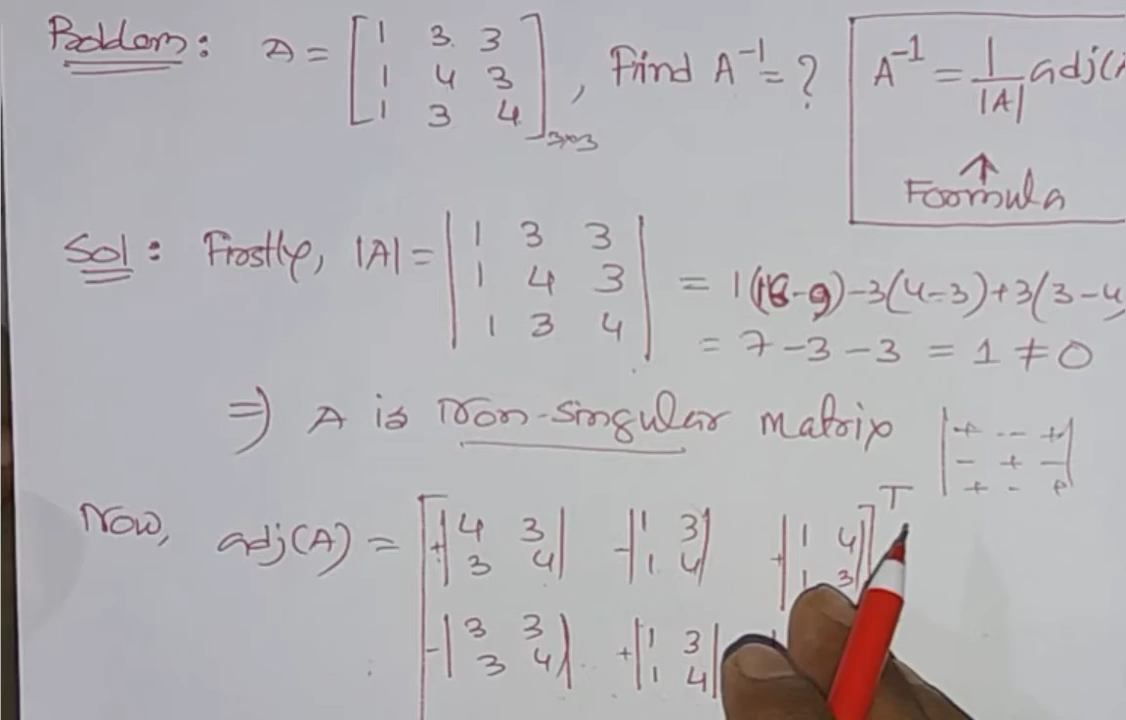 Problem: A = [1 3 3
1 4 3
1 3 4]3×3, Find A⁻¹ = ?
A⁻¹ = 1/|A| adj(A
↑
Formula
Sol: Firstly, |A| = |1 3 3
1 4 3
1 3 4|
= 1(16-9)-3(4-3)+3(3-4)
= 7-3-3 = 1 ≠ 0
⇒ A is Non-singular matrix
|+ - +
- + -
+ - +|
Now, adj(A) = [+|4 3 -|1 3| +|1 4|]T
3 4| 1 4| 1 3
-|3 3 +|1 3|
3 4| 1 4|